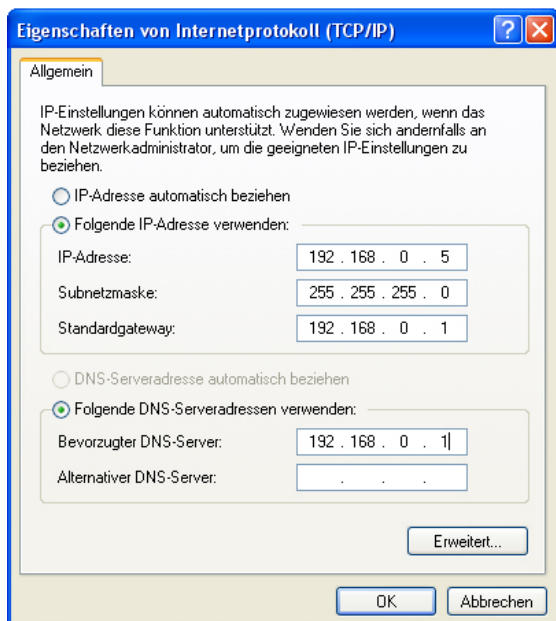 Eigenschaften von Internetprotokoll (TCP/IP)
Allgemein
IP-Einstellungen können automatisch zugewiesen werden, wenn das
Netzwerk diese Funktion unterstützt. Wenden Sie sich andernfalls an
den Netzwerkadministrator, um die geeigneten IP-Einstellungen zu
beziehen.
IP-Adresse automatisch beziehen
Folgende IP-Adresse verwenden:
IP-Adresse: 192 . 168 . 0 . 5
Subnetzmaske: 255 . 255 . 255 . 0
Standardgateway: 192 . 168 . 0 . 1
DNS-Serveradresse automatisch beziehen
Folgende DNS-Serveradressen verwenden:
Bevorzugter DNS-Server: 192 . 168 . 0 . 1
Alternativer DNS-Server: . . .
Erweitert...
OK Abbrechen